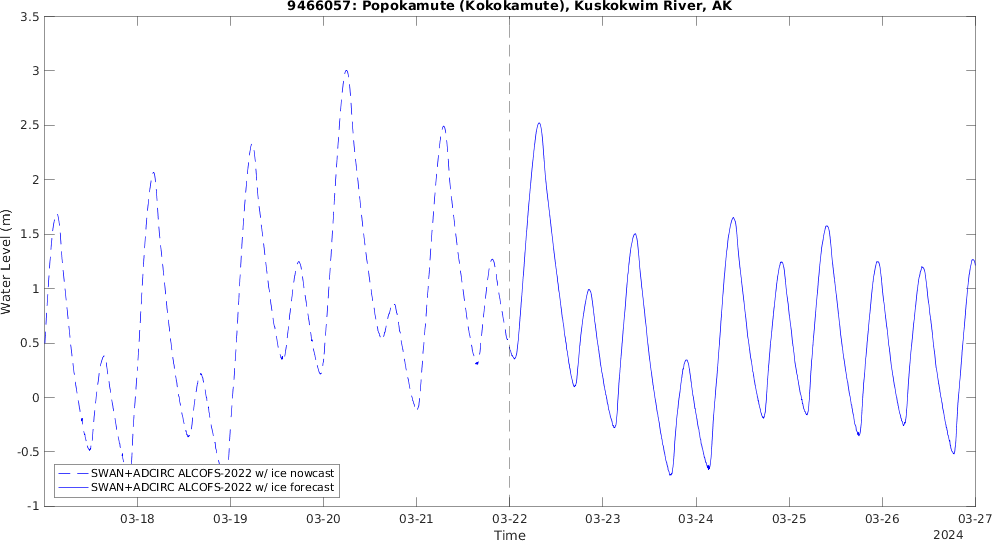 9466057: Popokamute (Kokokamute), Kuskokwim River, AK
3.5
3
2.5
2
1.5
1
0.5
0
-0.5
-1
Water Level (m)
SWAN+ADCIRC ALCOFS-2022 w/ ice nowcast
SWAN+ADCIRC ALCOFS-2022 w/ ice forecast
03-18 03-19 03-20 03-21 03-22 03-23 03-24 03-25 03-26 03-27
Time
2024